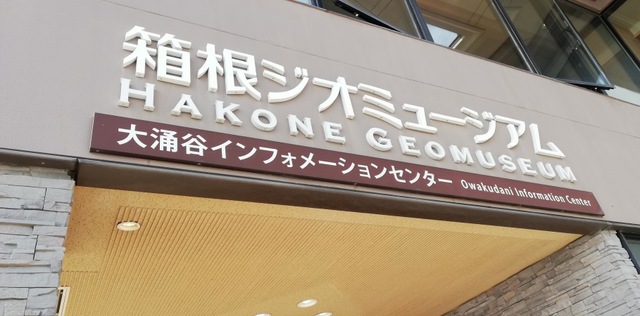 箱根ジオミュージアム
HAKONE GEOMUSEUM
大涌谷インフォメーションセンター Owakudani Information Center